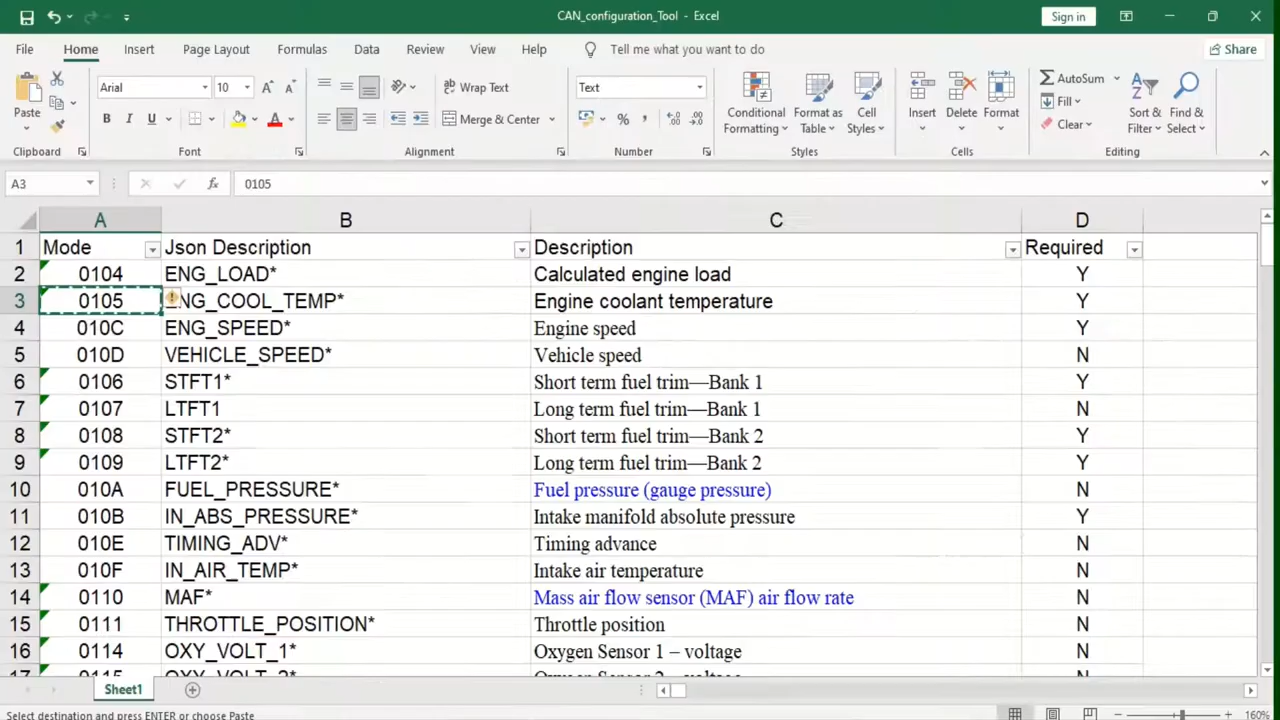 CAN_configuration_Tool - Excel
Sign in
File Home Insert Page Layout Formulas Data Review View Help Tell me what you want to do Share
Paste
Clipboard
Arial 10
A A
B I U A
Font
Wrap Text
Merge & Center
Alignment
Text
% ,
Number
Conditional Formatting
Format as Table
Cell Styles
Styles
Insert Delete Format
Cells
AutoSum
Fill
Clear
Sort & Filter
Find & Select
Editing
A3 fx 0105
A B C D
1 Mode Json Description Description Required
2 0104 ENG_LOAD* Calculated engine load Y
3 0105 ENG_COOL_TEMP* Engine coolant temperature Y
4 010C ENG_SPEED* Engine speed Y
5 010D VEHICLE_SPEED* Vehicle speed N
6 0106 STFT1* Short term fuel trim—Bank 1 Y
7 0107 LTFT1 Long term fuel trim—Bank 1 N
8 0108 STFT2* Short term fuel trim—Bank 2 Y
9 0109 LTFT2* Long term fuel trim—Bank 2 Y
10 010A FUEL_PRESSURE* Fuel pressure (gauge pressure) N
11 010B IN_ABS_PRESSURE* Intake manifold absolute pressure Y
12 010E TIMING_ADV* Timing advance N
13 010F IN_AIR_TEMP* Intake air temperature N
14 0110 MAF* Mass air flow sensor (MAF) air flow rate N
15 0111 THROTTLE_POSITION* Throttle position N
16 0114 OXY_VOLT_1* Oxygen Sensor 1 – voltage N
Sheet1
Select destination and press ENTER or choose Paste 160%